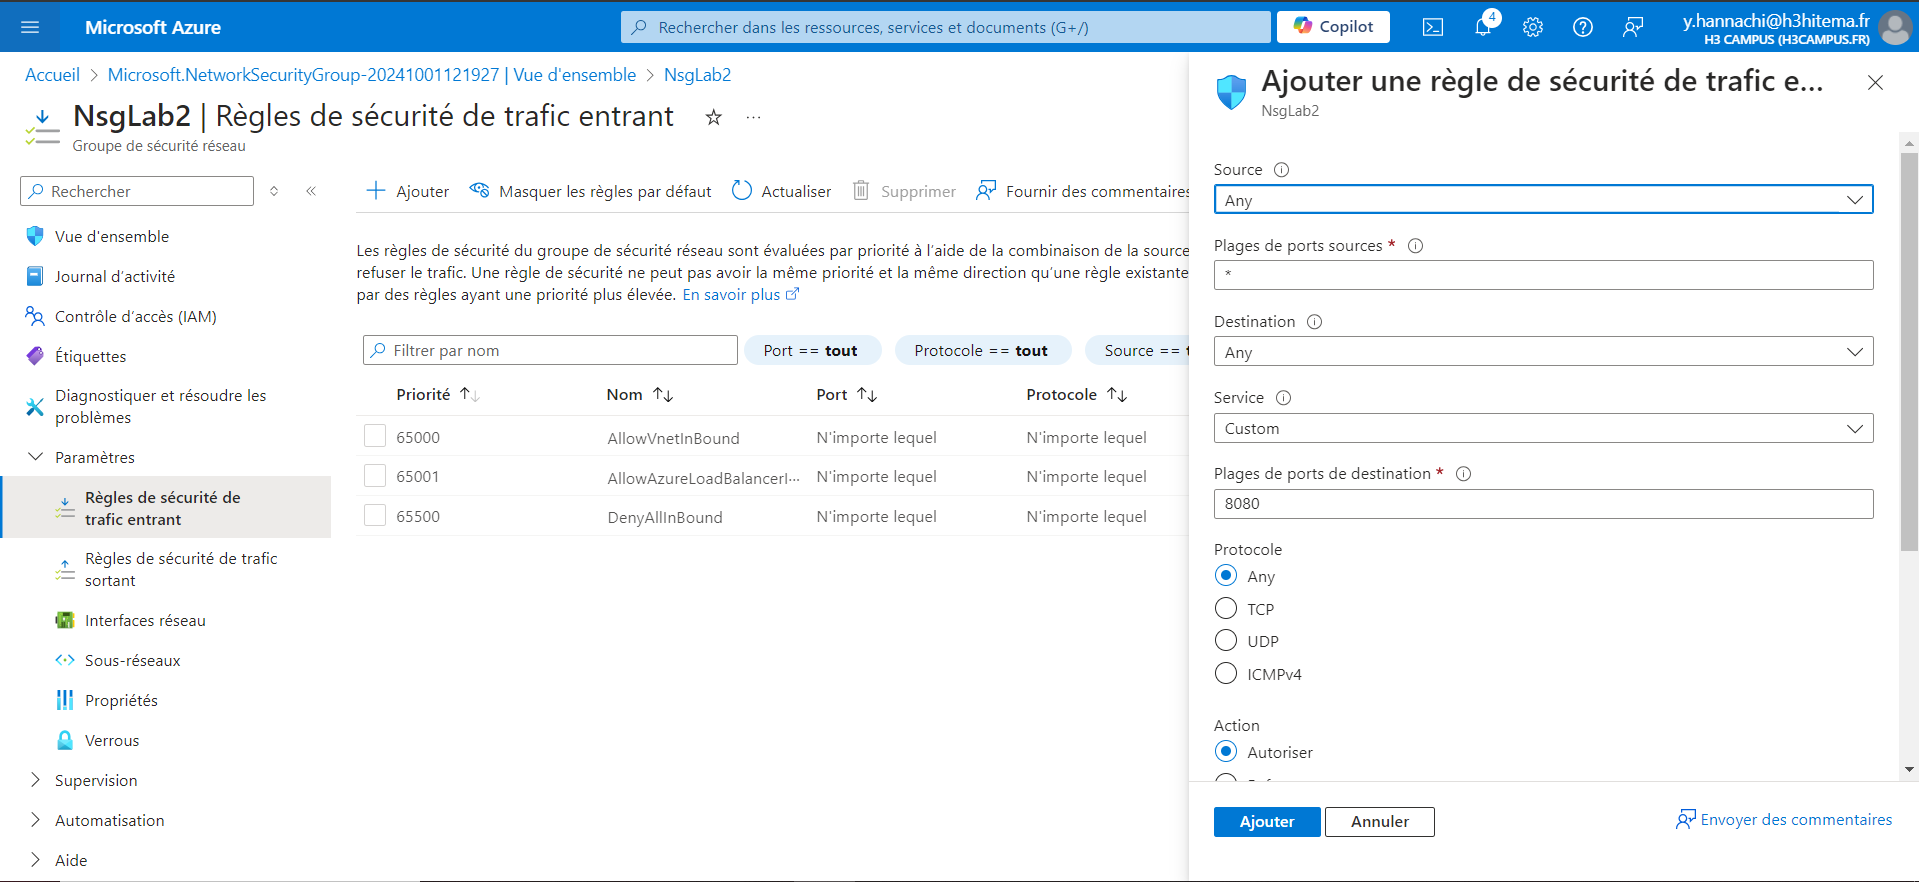 Microsoft Azure
Rechercher dans les ressources, services et documents (G+/)
Copilot
4
y.hannachi@h3hitema.fr
H3 CAMPUS (H3CAMPUS.FR)
Accueil > Microsoft.NetworkSecurityGroup-20241001121927 | Vue d'ensemble > NsgLab2
NsgLab2 | Règles de sécurité de trafic entrant
Groupe de sécurité réseau
Rechercher
Vue d'ensemble
Journal d’activité
Contrôle d’accès (IAM)
Étiquettes
Diagnostiquer et résoudre les
problèmes
Paramètres
Règles de sécurité de
trafic entrant
Règles de sécurité de trafic
sortant
Interfaces réseau
Sous-réseaux
Propriétés
Verrous
Supervision
Automatisation
Aide
Ajouter
Masquer les règles par défaut
Actualiser
Supprimer
Fournir des commentaires
Les règles de sécurité du groupe de sécurité réseau sont évaluées par priorité à l’aide de la combinaison de la source
refuser le trafic. Une règle de sécurité ne peut pas avoir la même priorité et la même direction qu’une règle existante
par des règles ayant une priorité plus élevée. En savoir plus
Filtrer par nom
Port == tout
Protocole == tout
Source ==
Priorité Nom Port Protocole
65000 AllowVnetInBound N'importe lequel N'importe lequel
65001 AllowAzureLoadBalancerI... N'importe lequel N'importe lequel
65500 DenyAllInBound N'importe lequel N'importe lequel
Ajouter une règle de sécurité de trafic e...
NsgLab2
Source
Any
Plages de ports sources *
*
Destination
Any
Service
Custom
Plages de ports de destination *
8080
Protocole
Any
TCP
UDP
ICMPv4
Action
Autoriser
Ajouter
Annuler
Envoyer des commentaires